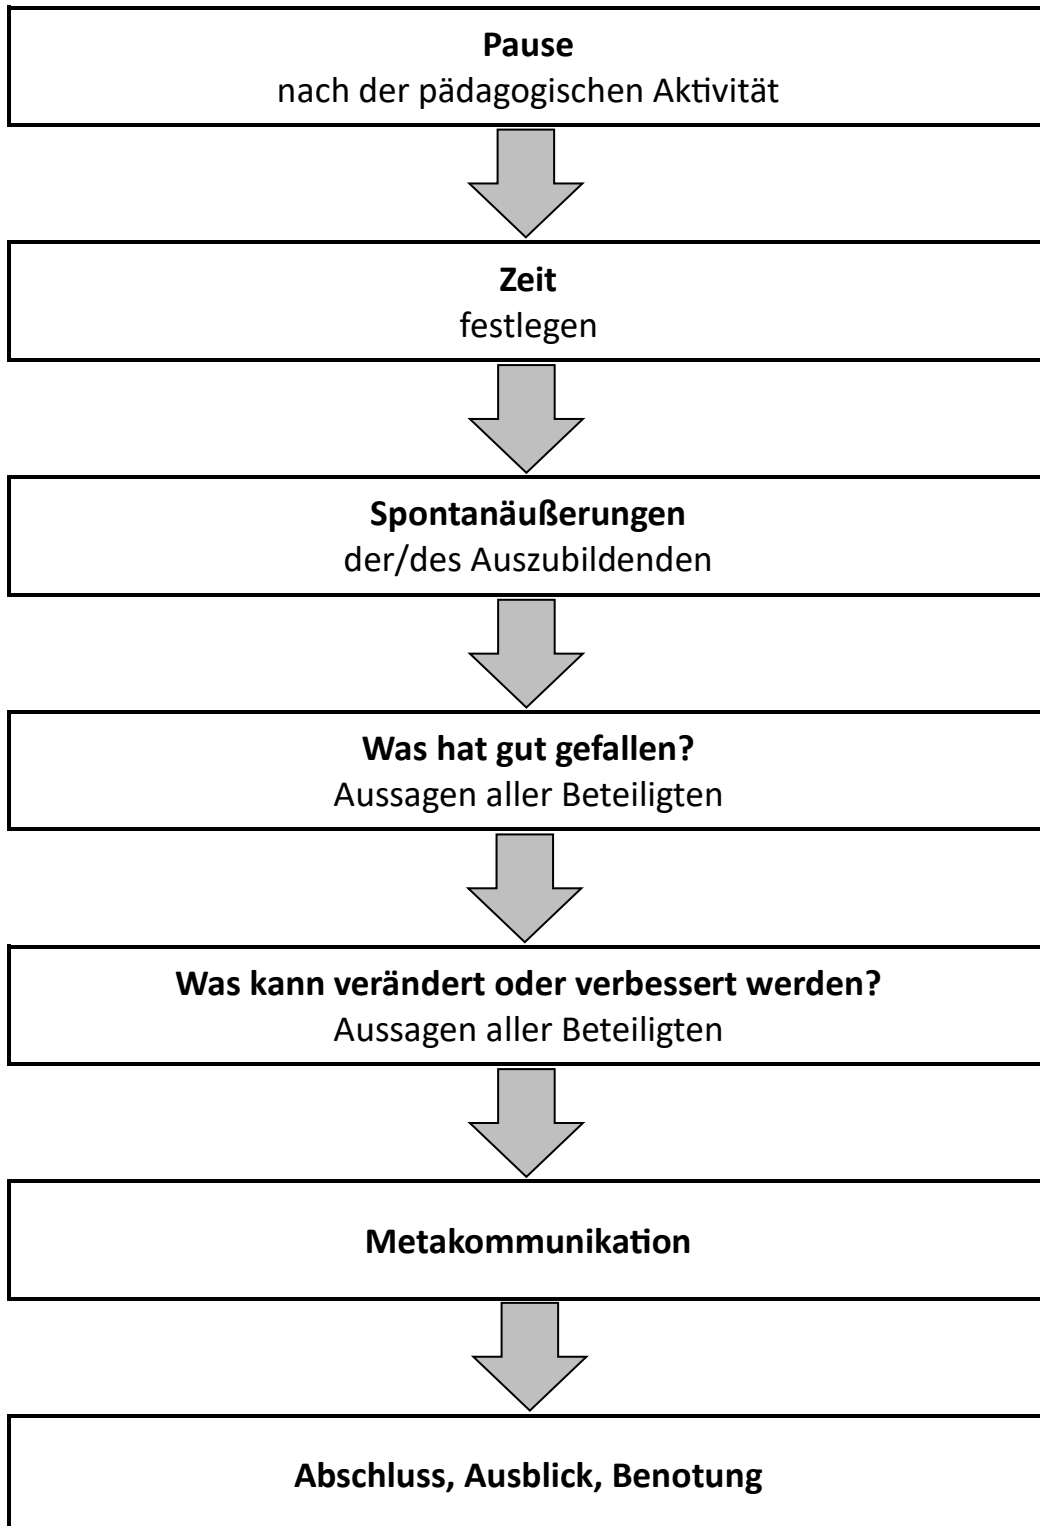 Pause
nach der pädagogischen Aktivität
Zeit
festlegen
Spontanäußerungen
der/des Auszubildenden
Was hat gut gefallen?
Aussagen aller Beteiligten
Was kann verändert oder verbessert werden?
Aussagen aller Beteiligten
Metakommunikation
Abschluss, Ausblick, Benotung